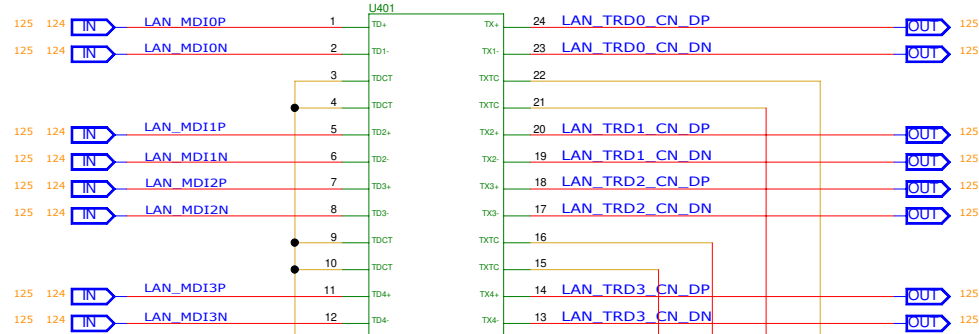 U401
125 124 IN LAN_MDI0P 1 TD+ TX+ 24 LAN_TRD0_CN_DP OUT 125
125 124 IN LAN_MDI0N 2 TD1- TX1- 23 LAN_TRD0_CN_DN OUT 125
3 TDCT TXTC 22
4 TDCT TXTC 21
125 124 IN LAN_MDI1P 5 TD2+ TX2+ 20 LAN_TRD1_CN_DP OUT 125
125 124 IN LAN_MDI1N 6 TD2- TX2- 19 LAN_TRD1_CN_DN OUT 125
125 124 IN LAN_MDI2P 7 TD3+ TX3+ 18 LAN_TRD2_CN_DP OUT 125
125 124 IN LAN_MDI2N 8 TD3- TX3- 17 LAN_TRD2_CN_DN OUT 125
9 TDCT TXTC 16
10 TDCT TXTC 15
125 124 IN LAN_MDI3P 11 TD4+ TX4+ 14 LAN_TRD3_CN_DP OUT 125
125 124 IN LAN_MDI3N 12 TD4- TX4- 13 LAN_TRD3_CN_DN OUT 125